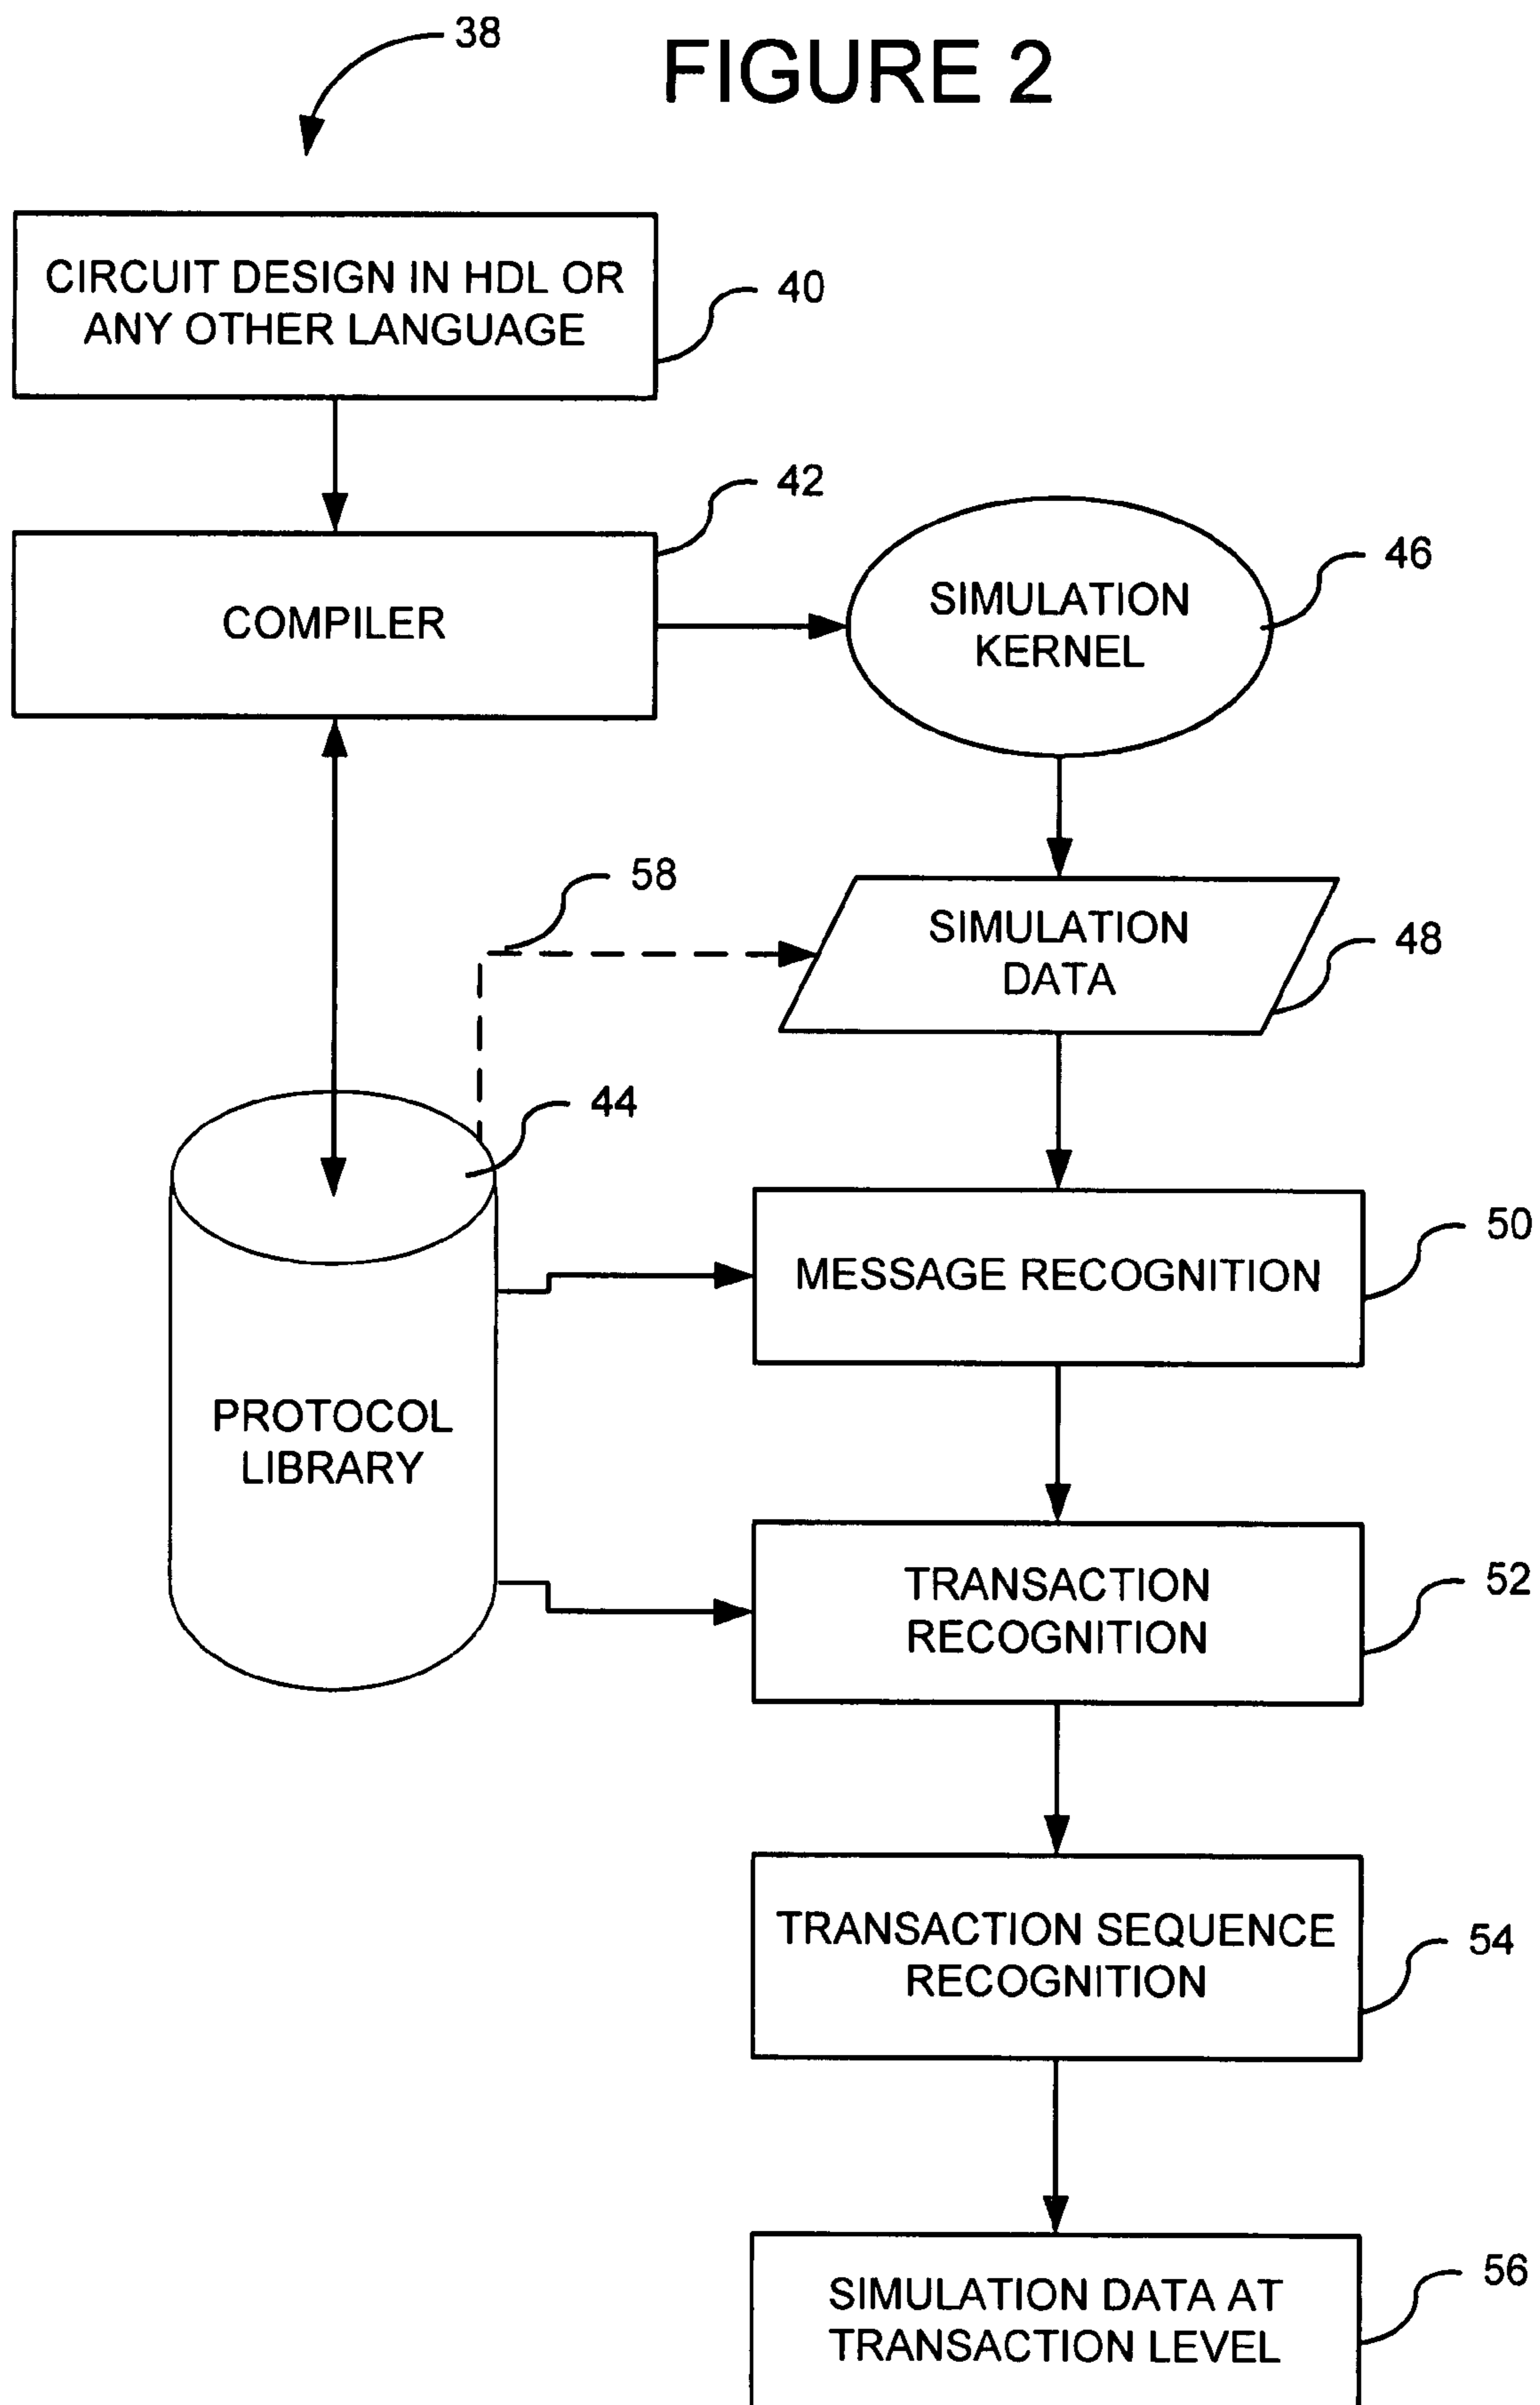 38
FIGURE 2
CIRCUIT DESIGN IN HDL OR
ANY OTHER LANGUAGE
40
42
COMPILER
SIMULATION
KERNEL
46
58
SIMULATION
DATA
48
44
MESSAGE RECOGNITION
50
PROTOCOL
LIBRARY
TRANSACTION
RECOGNITION
52
TRANSACTION SEQUENCE
RECOGNITION
54
SIMULATION DATA AT
TRANSACTION LEVEL
56